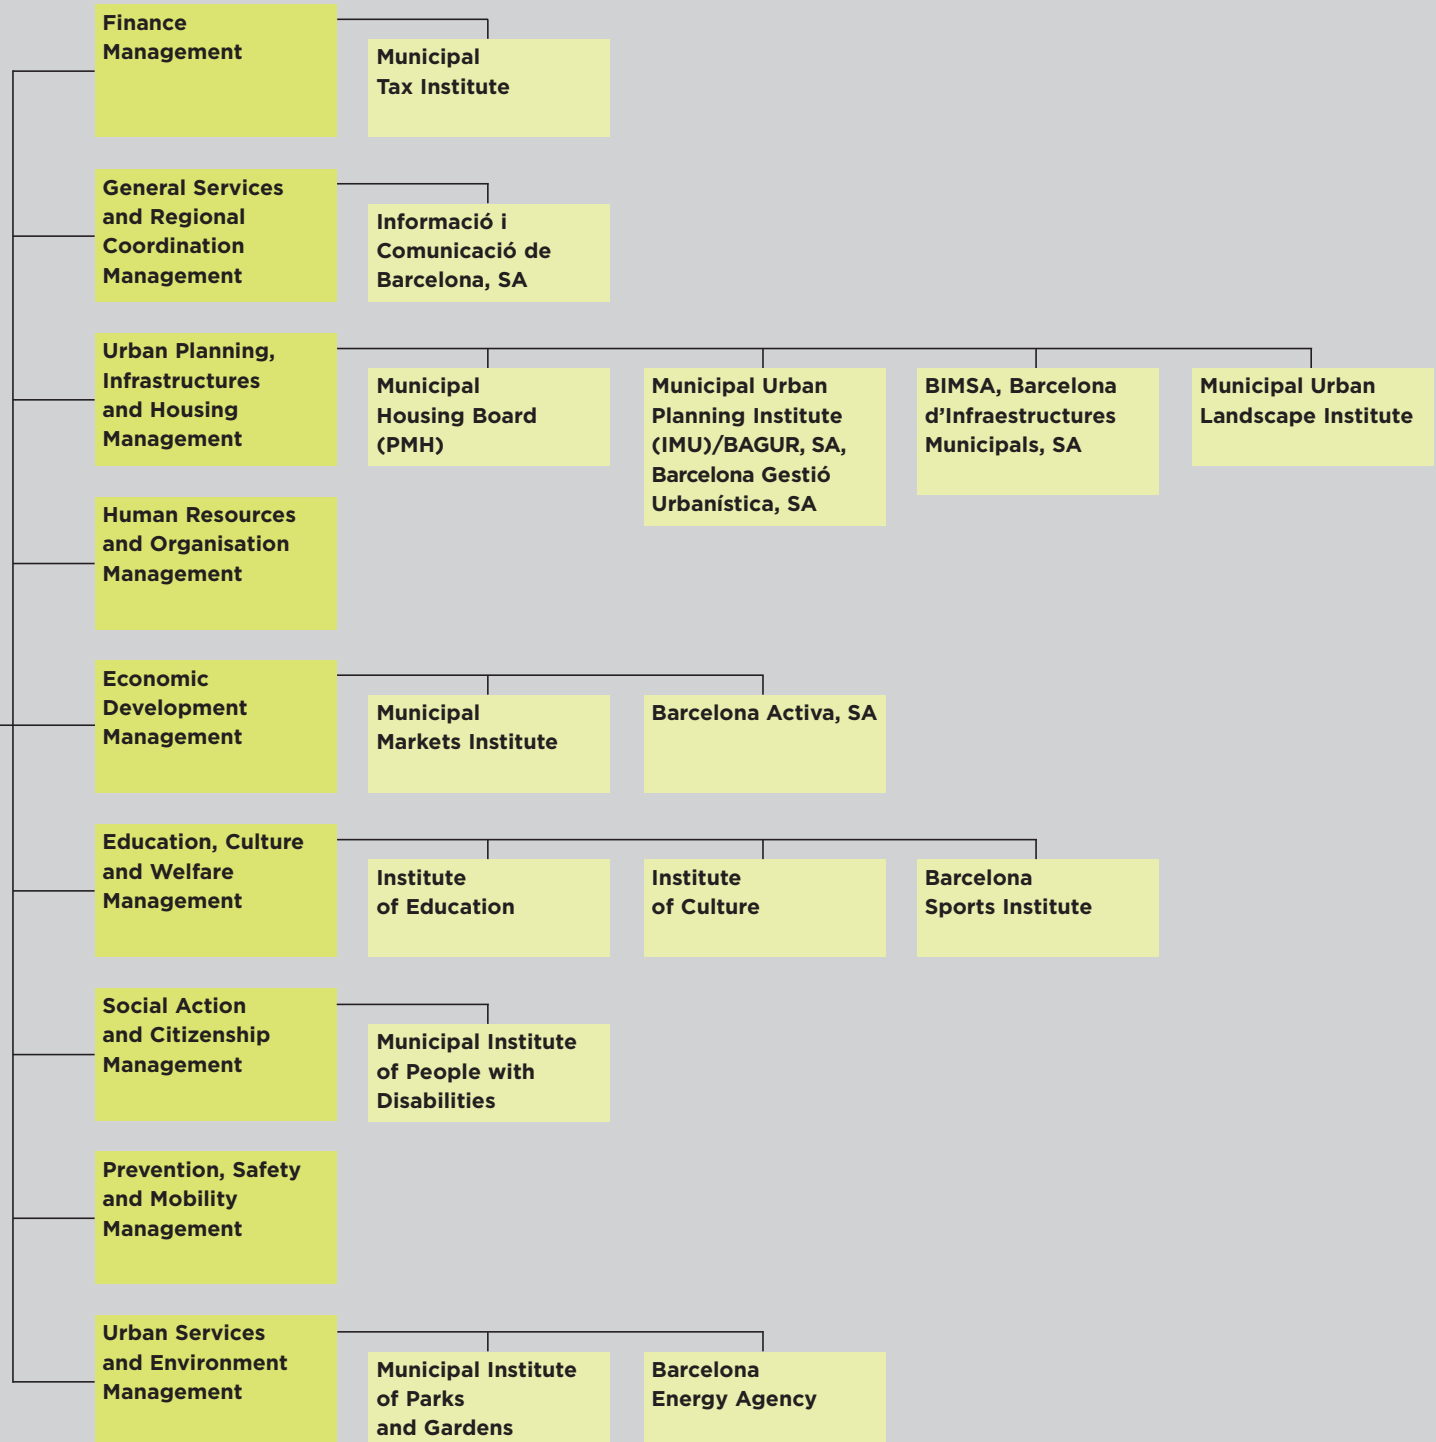 Finance
Management
Municipal
Tax Institute
General Services
and Regional
Coordination
Management
Informació i
Comunicació de
Barcelona, SA
Urban Planning,
Infrastructures
and Housing
Management
Municipal
Housing Board
(PMH)
Municipal Urban
Planning Institute
(IMU)/BAGUR, SA,
Barcelona Gestió
Urbanística, SA
BIMSA, Barcelona
d’Infraestructures
Municipals, SA
Municipal Urban
Landscape Institute
Human Resources
and Organisation
Management
Economic
Development
Management
Municipal
Markets Institute
Barcelona Activa, SA
Education, Culture
and Welfare
Management
Institute
of Education
Institute
of Culture
Barcelona
Sports Institute
Social Action
and Citizenship
Management
Municipal Institute
of People with
Disabilities
Prevention, Safety
and Mobility
Management
Urban Services
and Environment
Management
Municipal Institute
of Parks
and Gardens
Barcelona
Energy Agency